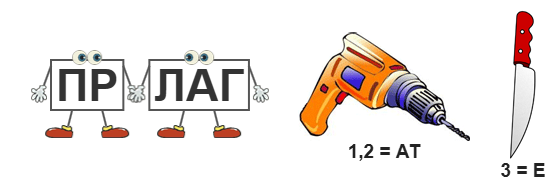 ПР ЛАГ
1,2 = АТ
3 = Е